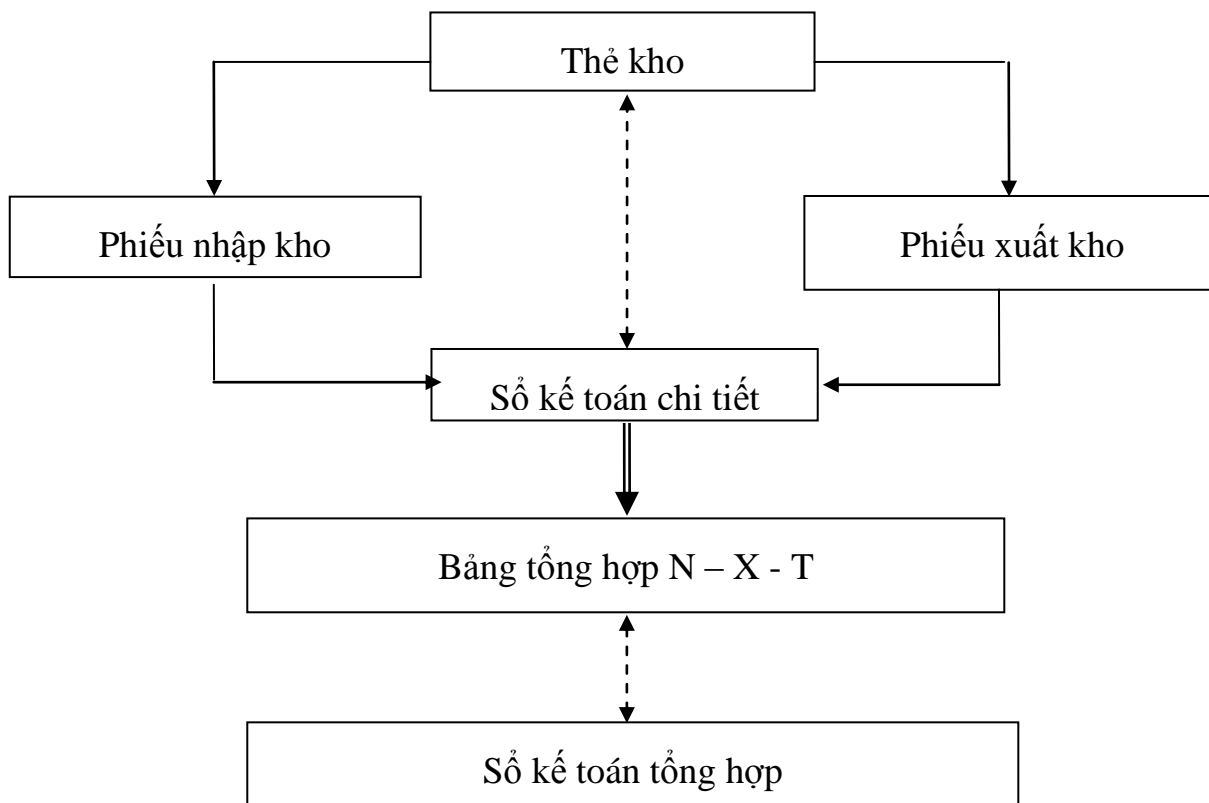 Thẻ kho
Phiếu nhập kho
Phiếu xuất kho
Sổ kế toán chi tiết
Bảng tổng hợp N – X - T
Sổ kế toán tổng hợp